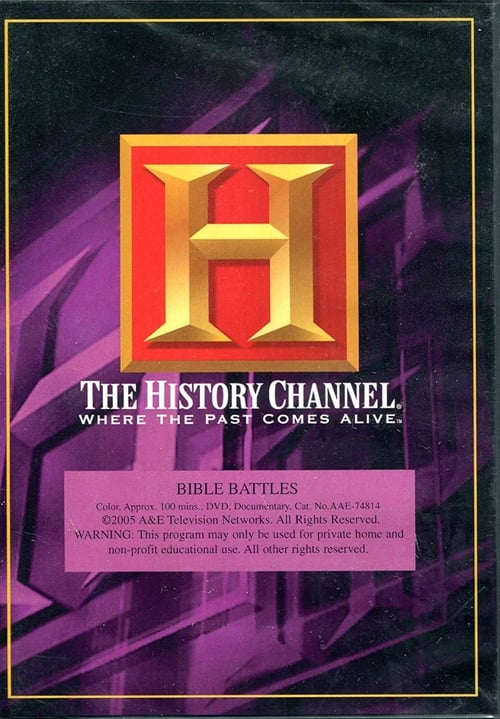 H
THE HISTORY CHANNEL®
WHERE THE PAST COMES ALIVE™
BIBLE BATTLES
Color, Approx. 100 mins., DVD, Documentary, Cat. No.AAE-74814
©2005 A&E Television Networks. All Rights Reserved.
WARNING: This program may only be used for private home and
non-profit educational use. All other rights reserved.